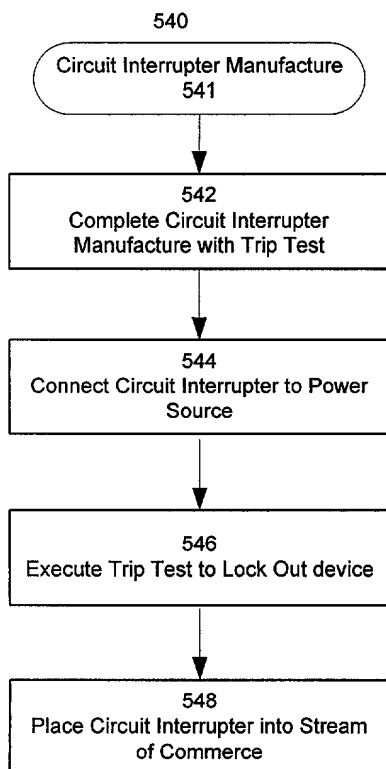 540
Circuit Interrupter Manufacture
541
542
Complete Circuit Interrupter
Manufacture with Trip Test
544
Connect Circuit Interrupter to Power
Source
546
Execute Trip Test to Lock Out device
548
Place Circuit Interrupter into Stream
of Commerce